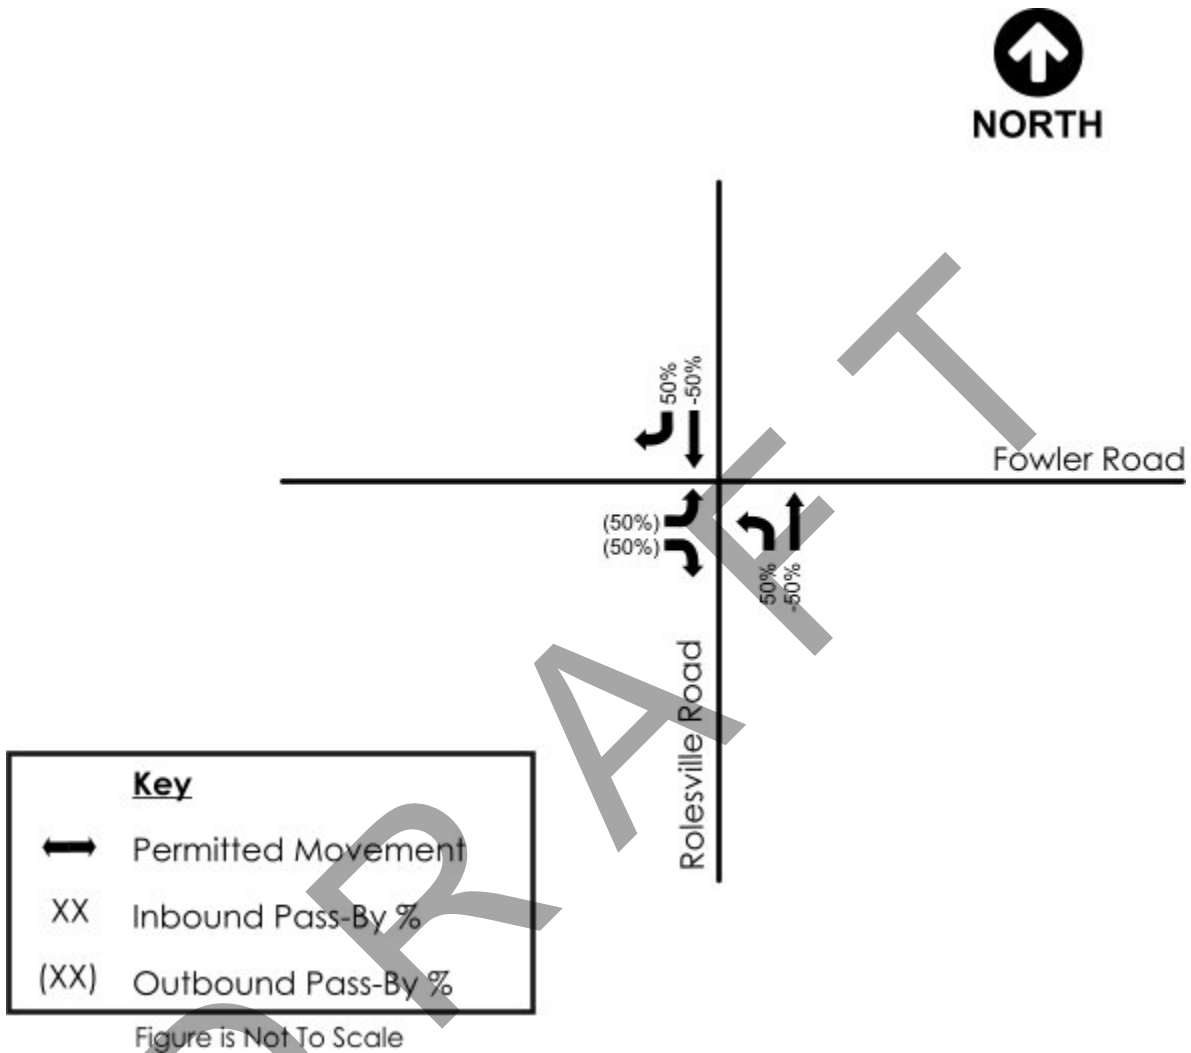 NORTH
50%
-50%
Fowler Road
(50%)
(50%)
50%
-50%
Rolesville Road
Key
Permitted Movement
XX Inbound Pass-By %
(XX) Outbound Pass-By %
Figure is Not To Scale
DRAFT